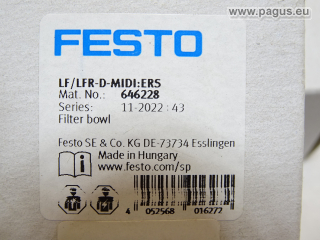 www.pagus.eu
FESTO
LF/LFR-D-MIDI:ERS
Mat. No.: 646228
Series: 11-2022 : 43
Filter bowl
Festo SE & Co. KG DE-73734 Esslingen
Made in Hungary
www.festo.com/sp
4 052568 016272